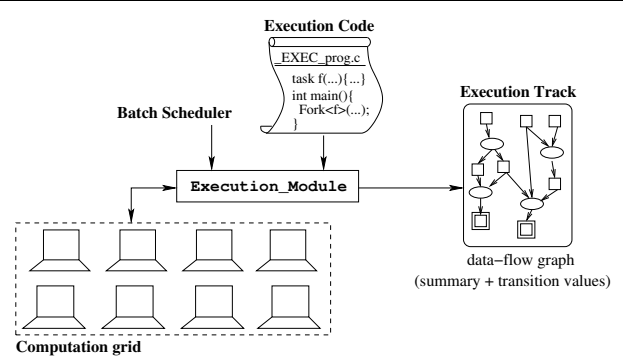 Execution Code
_EXEC_prog.c
task f(...){...}
int main(){
Fork<f>(...);
}
Batch Scheduler
Execution Track
Execution_Module
data-flow graph
(summary + transition values)
Computation grid